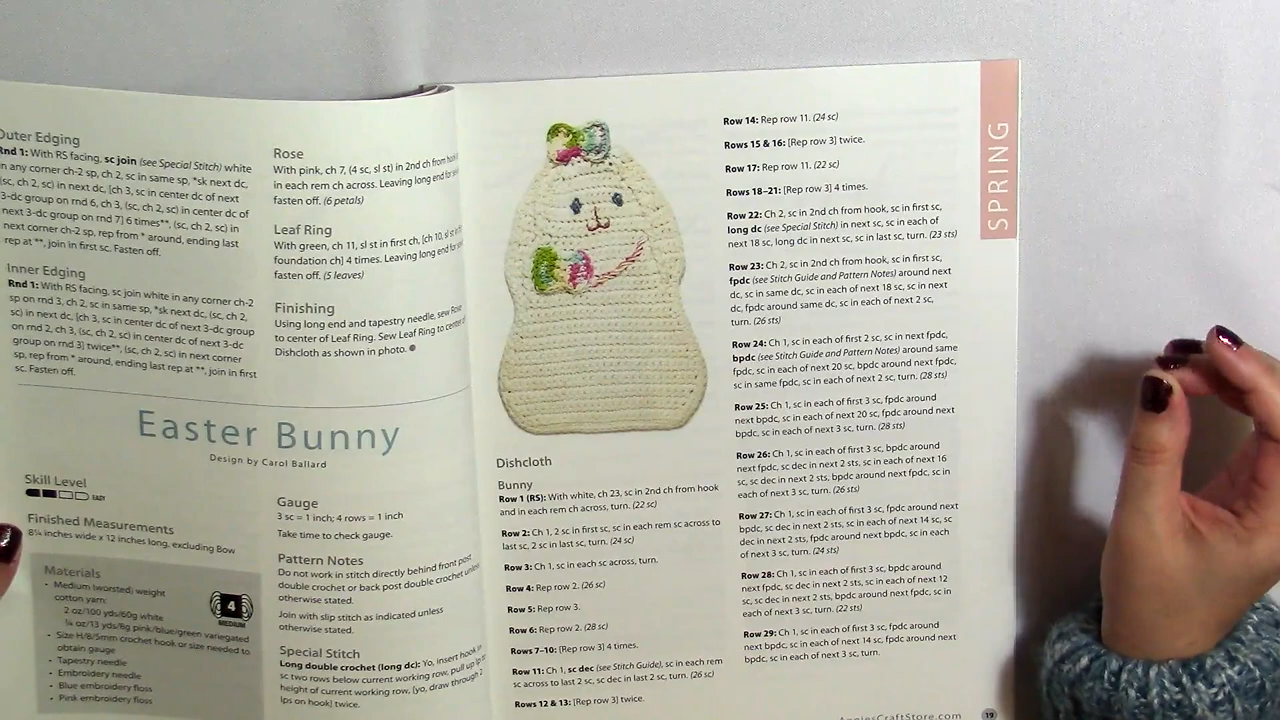 Outer Edging
Rnd 1: With RS facing, sc join (see Special Stitch) white
in any corner ch-2 sp, ch 2, sc in same sp, *sk next dc,
(sc, ch 2, sc) in next dc, [ch 3, sc in center dc of next
3-dc group on rnd 6, ch 3, (sc, ch 2, sc) in center dc of
next 3-dc group on rnd 7] 6 times**, (sc, ch 2, sc) in
next corner ch-2 sp, rep from * around, ending last
rep at **, join in first sc. Fasten off.
Inner Edging
Rnd 1: With RS facing, sc join white in any corner ch-2
sp on rnd 3, ch 2, sc in same sp, *sk next dc, (sc, ch 2,
sc) in next dc, [ch 3, sc in center dc of next 3-dc group
on rnd 2, ch 3, (sc, ch 2, sc) in center dc of next 3-dc
group on rnd 3] twice**, (sc, ch 2, sc) in next corner
sp, rep from * around, ending last rep at **, join in first
sc. Fasten off.
Rose
With pink, ch 7, (4 sc, sl st) in 2nd ch from hook
in each rem ch across. Leaving long end for
fasten off. (6 petals)
Leaf Ring
With green, ch 11, sl st in first ch, [ch 10, sl st in
foundation ch] 4 times. Leaving long end for
fasten off. (5 leaves)
Finishing
Using long end and tapestry needle, sew Rose
to center of Leaf Ring. Sew Leaf Ring to center of
Dishcloth as shown in photo.
Easter Bunny
Design by Carol Ballard
Skill Level
EASY
Finished Measurements
8¼ inches wide x 12 inches long, excluding Bow
Materials
• Medium (worsted) weight
cotton yarn:
2 oz/100 yds/60g white
¼ oz/13 yds/8g pink/blue/green variegated
• Size H/8/5mm crochet hook or size needed to
obtain gauge
• Tapestry needle
• Embroidery needle
• Blue embroidery floss
• Pink embroidery floss
4
MEDIUM
Gauge
3 sc = 1 inch; 4 rows = 1 inch
Take time to check gauge.
Pattern Notes
Do not work in stitch directly behind front post
double crochet or back post double crochet unless
otherwise stated.
Join with slip stitch as indicated unless
otherwise stated.
Special Stitch
Long double crochet (long dc): Yo, insert hook in
sc two rows below current working row, pull up lp to
height of current working row, [yo, draw through 2
lps on hook] twice.
Dishcloth
Bunny
Row 1 (RS): With white, ch 23, sc in 2nd ch from hook
and in each rem ch across, turn. (22 sc)
Row 2: Ch 1, 2 sc in first sc, sc in each rem sc across to
last sc, 2 sc in last sc, turn. (24 sc)
Row 3: Ch 1, sc in each sc across, turn.
Row 4: Rep row 2. (26 sc)
Row 5: Rep row 3.
Row 6: Rep row 2. (28 sc)
Rows 7–10: [Rep row 3] 4 times.
Row 11: Ch 1, sc dec (see Stitch Guide), sc in each rem
sc across to last 2 sc, sc dec in last 2 sc, turn. (26 sc)
Rows 12 & 13: [Rep row 3] twice.
Row 14: Rep row 11. (24 sc)
Rows 15 & 16: [Rep row 3] twice.
Row 17: Rep row 11. (22 sc)
Rows 18–21: [Rep row 3] 4 times.
Row 22: Ch 2, sc in 2nd ch from hook, sc in first sc,
long dc (see Special Stitch) in next sc, sc in each of
next 18 sc, long dc in next sc, sc in last sc, turn. (23 sts)
Row 23: Ch 2, sc in 2nd ch from hook, sc in first sc,
fpdc (see Stitch Guide and Pattern Notes) around next
dc, sc in same dc, sc in each of next 18 sc, sc in next
dc, fpdc around same dc, sc in each of next 2 sc,
turn. (26 sts)
Row 24: Ch 1, sc in each of first 2 sc, sc in next fpdc,
bpdc (see Stitch Guide and Pattern Notes) around same
fpdc, sc in each of next 20 sc, bpdc around next fpdc,
sc in same fpdc, sc in each of next 2 sc, turn. (28 sts)
Row 25: Ch 1, sc in each of first 3 sc, fpdc around
next bpdc, sc in each of next 20 sc, fpdc around next
bpdc, sc in each of next 3 sc, turn. (28 sts)
Row 26: Ch 1, sc in each of first 3 sc, bpdc around
next fpdc, sc dec in next 2 sts, sc in each of next 16
sc, sc dec in next 2 sts, bpdc around next fpdc, sc in
each of next 3 sc, turn. (26 sts)
Row 27: Ch 1, sc in each of first 3 sc, fpdc around next
bpdc, sc dec in next 2 sts, sc in each of next 14 sc, sc
dec in next 2 sts, fpdc around next bpdc, sc in each
of next 3 sc, turn. (24 sts)
Row 28: Ch 1, sc in each of first 3 sc, bpdc around
next fpdc, sc dec in next 2 sts, sc in each of next 12
sc, sc dec in next 2 sts, bpdc around next fpdc, sc in
each of next 3 sc, turn. (22 sts)
Row 29: Ch 1, sc in each of first 3 sc, fpdc around
next bpdc, sc in each of next 14 sc, fpdc around next
bpdc, sc in each of next 3 sc, turn.
SPRING
AnniesCraftStore.com 19